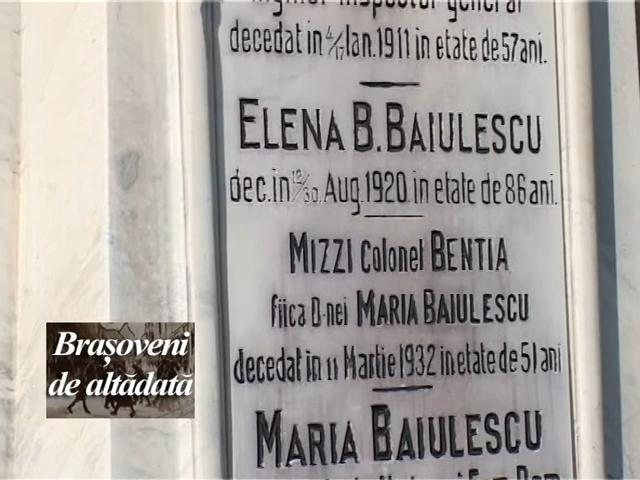 Inginer inspector general
decedat in 4/17 Ian. 1911 in etate de 57 ani.
ELENA B. BAIULESCU
dec. in /30. Aug. 1920 in etate de 86 ani.
MIZZI Colonel BENTIA
fiica D-nei MARIA BAIULESCU
decedat in 11 Martie 1932 in etate de 51 ani
MARIA BAIULESCU
Brașoveni
de altădată